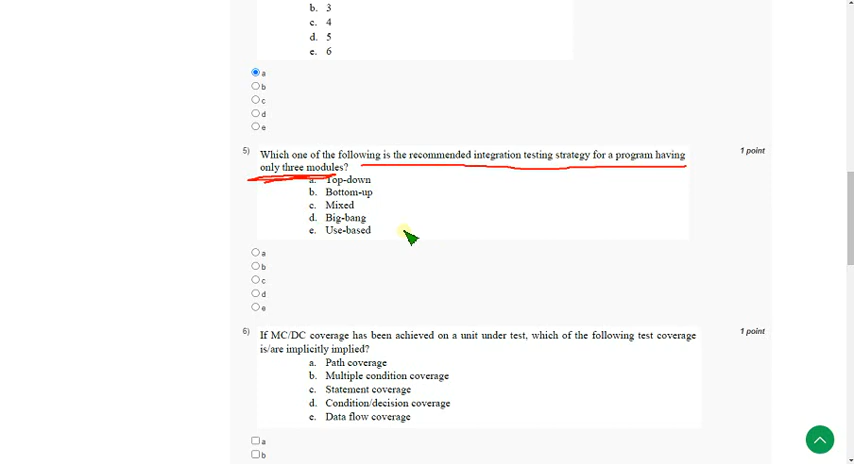 b. 3
c. 4
d. 5
e. 6
a
b
c
d
e
5) Which one of the following is the recommended integration testing strategy for a program having 1 point
only three modules?
a. Top-down
b. Bottom-up
c. Mixed
d. Big-bang
e. Use-based
a
b
c
d
e
6) If MC/DC coverage has been achieved on a unit under test, which of the following test coverage 1 point
is/are implicitly implied?
a. Path coverage
b. Multiple condition coverage
c. Statement coverage
d. Condition/decision coverage
e. Data flow coverage
a
b